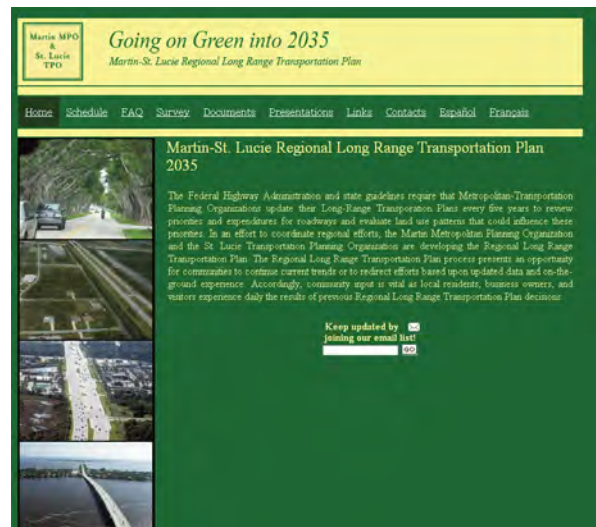 Martin MPO
&
St. Lucie
TPO
Going on Green into 2035
Martin-St. Lucie Regional Long Range Transportation Plan
Home Schedule FAQ Survey Documents Presentations Links Contacts Español Français
Martin-St. Lucie Regional Long Range Transportation Plan
2035
The Federal Highway Administration and state guidelines require that Metropolitan-Transportation
Planning Organizations update their Long-Range Transporation Plans every five years to review
priorities and expenditures for roadways and evaluate land use patterns that could influence these
priorities. In an effort to coordinate regional efforts, the Martin Metropolitan Planning Organization
and the St. Lucie Transportation Planning Organization are developing the Regional Long Range
Transportation Plan. The Regional Long Range Transportation Plan process presents an opportunity
for communities to continue current trends or to redirect efforts based upon updated data and on-the-
ground experience. Accordingly, community input is vital as local residents, business owners, and
visitors experience daily the results of previous Regional Long Range Transportation Plan decisions
Keep updated by
joining our email list!
GO